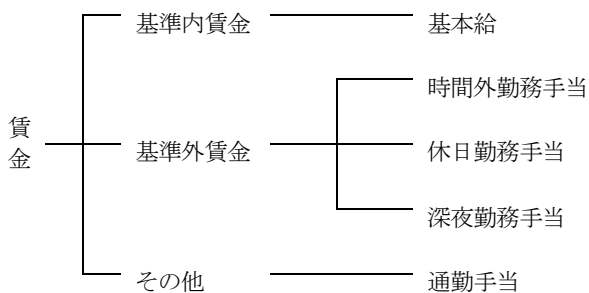 賃金
基準内賃金 基本給
時間外勤務手当
基準外賃金 休日勤務手当
深夜勤務手当
その他 通勤手当